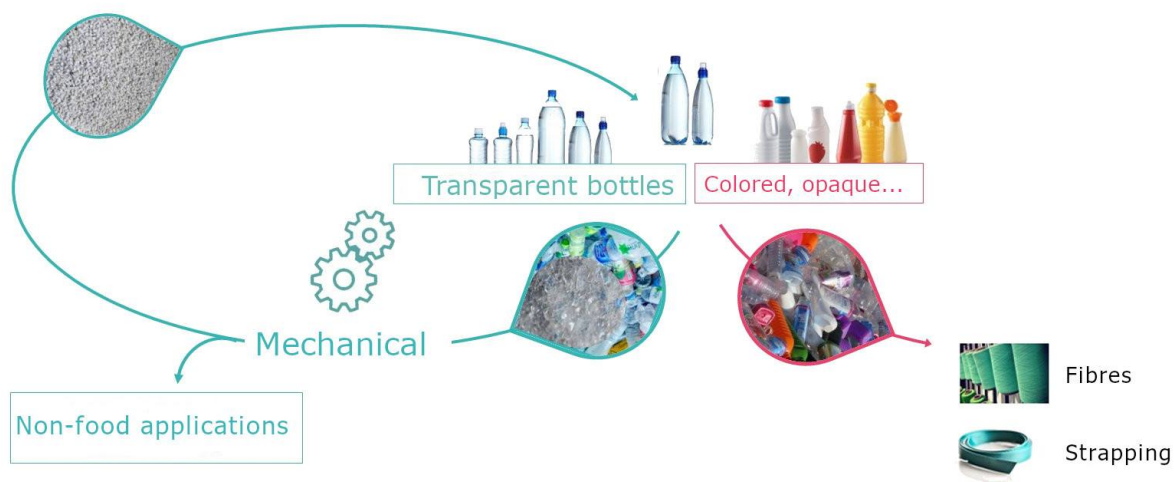 Transparent bottles
Colored, opaque...
Mechanical
Non-food applications
Fibres
Strapping